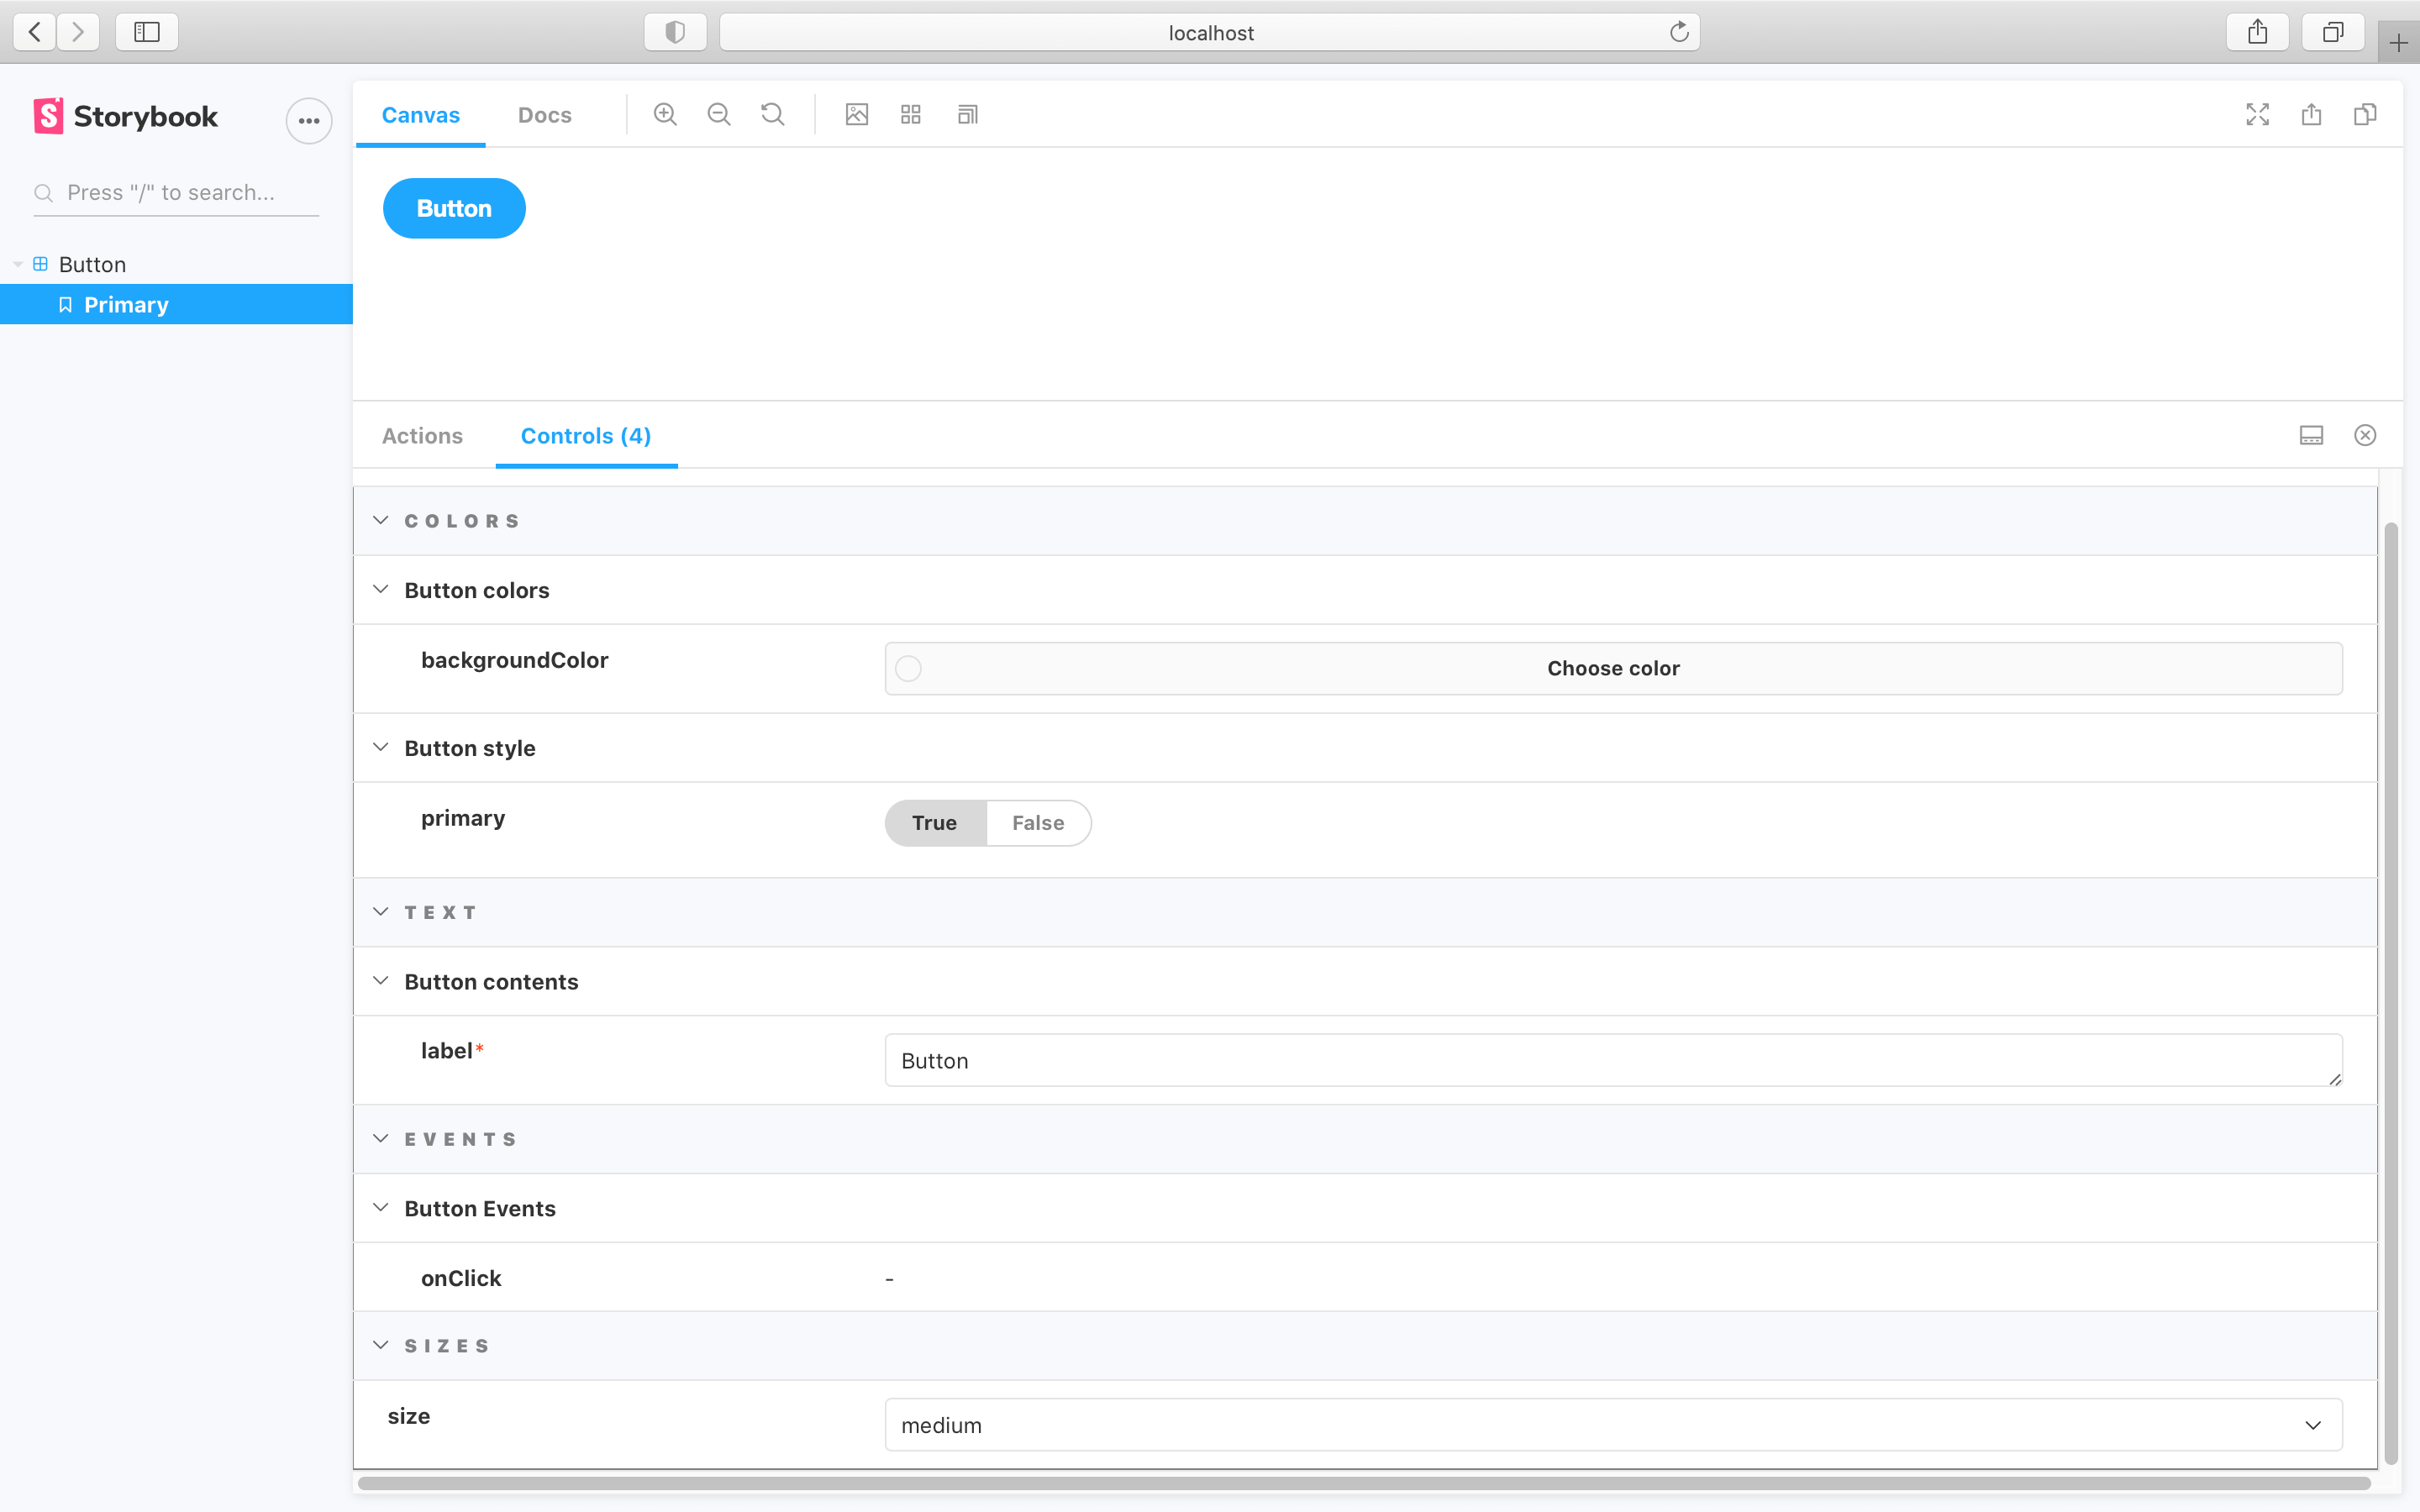 localhost
Storybook
Press "/" to search...
Button
Primary
Canvas
Docs
Button
Actions
Controls (4)
COLORS
Button colors
backgroundColor
Choose color
Button style
primary
True
False
TEXT
Button contents
label*
Button
EVENTS
Button Events
onClick
-
SIZES
size
medium